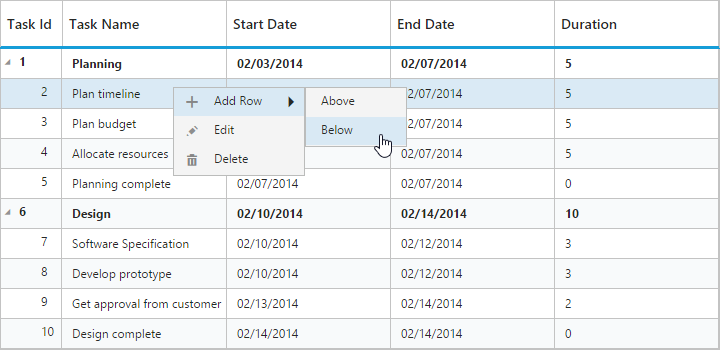 Task Id Task Name Start Date End Date Duration
1 Planning 02/03/2014 02/07/2014 5
2 Plan timeline 02/07/2014 5
Add Row Above
3 Plan budget 02/07/2014 5
Edit Below
4 Allocate resources 02/07/2014 5
Delete
5 Planning complete 02/07/2014 02/07/2014 0
6 Design 02/10/2014 02/14/2014 10
7 Software Specification 02/10/2014 02/12/2014 3
8 Develop prototype 02/10/2014 02/12/2014 3
9 Get approval from customer 02/13/2014 02/14/2014 2
10 Design complete 02/14/2014 02/14/2014 0